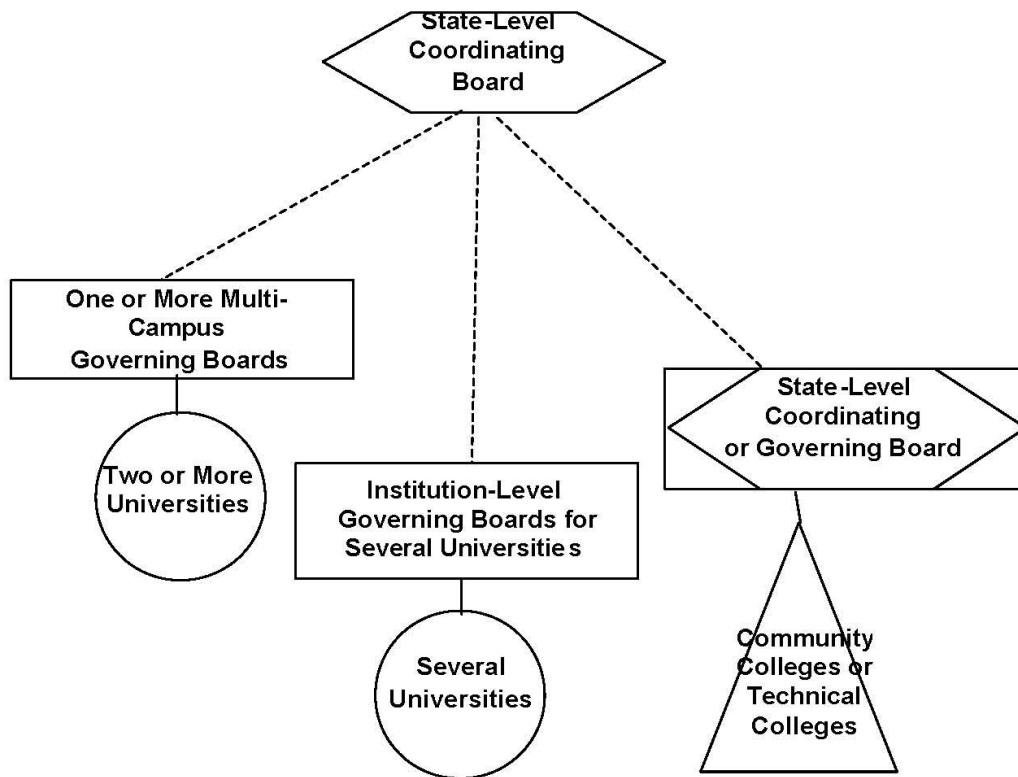 State-Level
Coordinating
Board
One or More Multi-
Campus
Governing Boards
Two or More
Universities
Institution-Level
Governing Boards for
Several Universities
Several
Universities
State-Level
Coordinating
or Governing Board
Community
Colleges or
Technical
Colleges